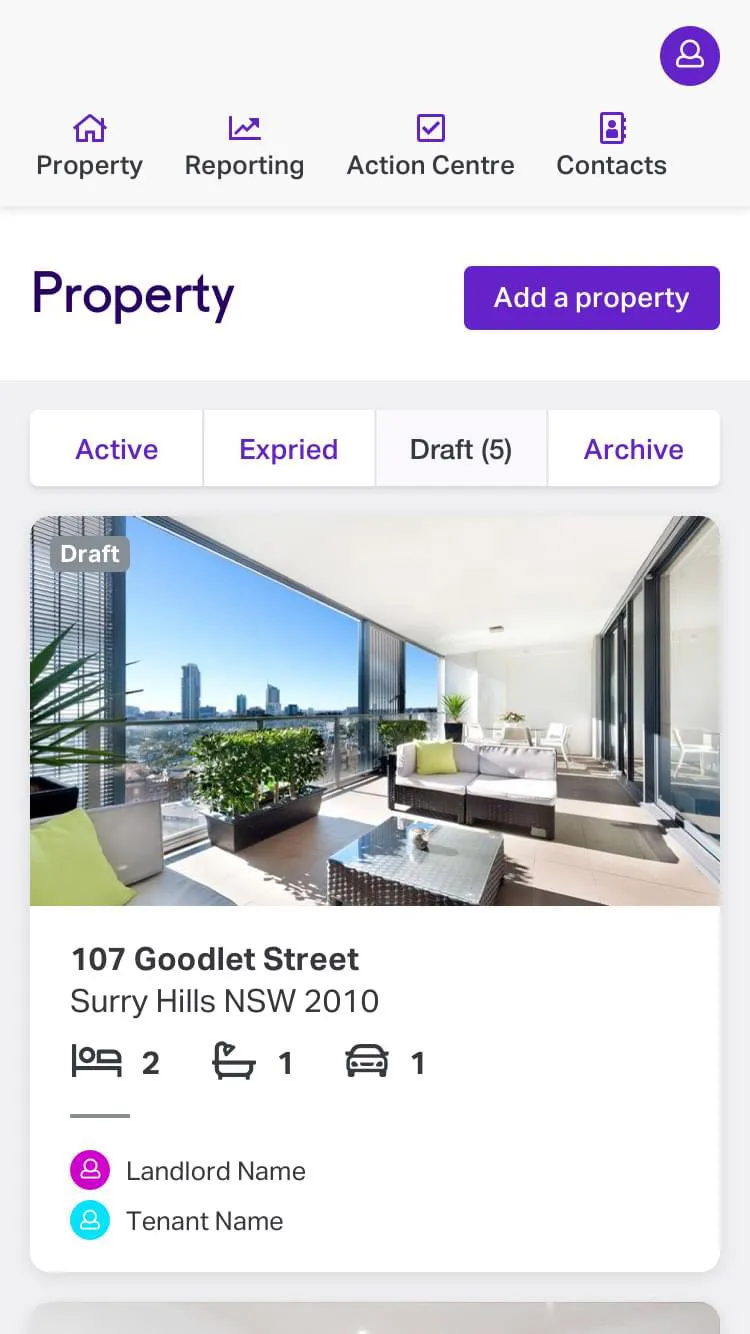 Property Reporting Action Centre Contacts
Property
Add a property
Active Expried Draft (5) Archive
Draft
107 Goodlet Street
Surry Hills NSW 2010
2 1 1
Landlord Name
Tenant Name